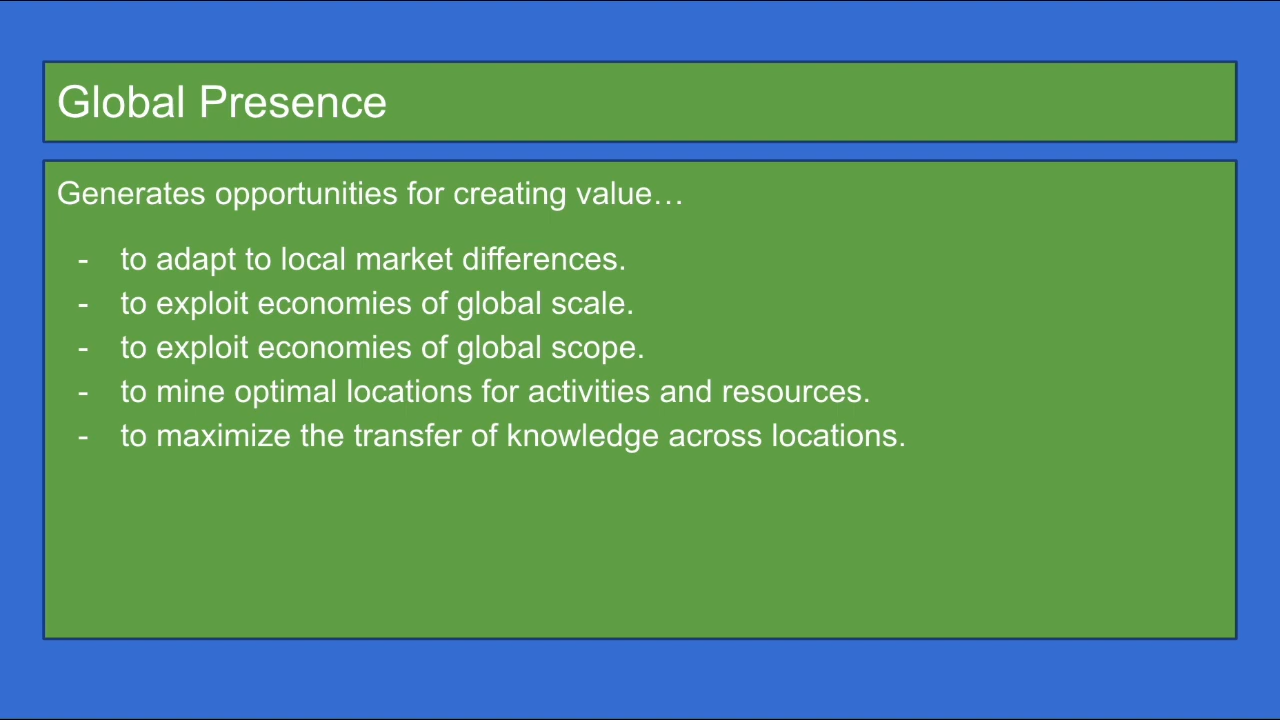 Global Presence
Generates opportunities for creating value…
- to adapt to local market differences.
- to exploit economies of global scale.
- to exploit economies of global scope.
- to mine optimal locations for activities and resources.
- to maximize the transfer of knowledge across locations.